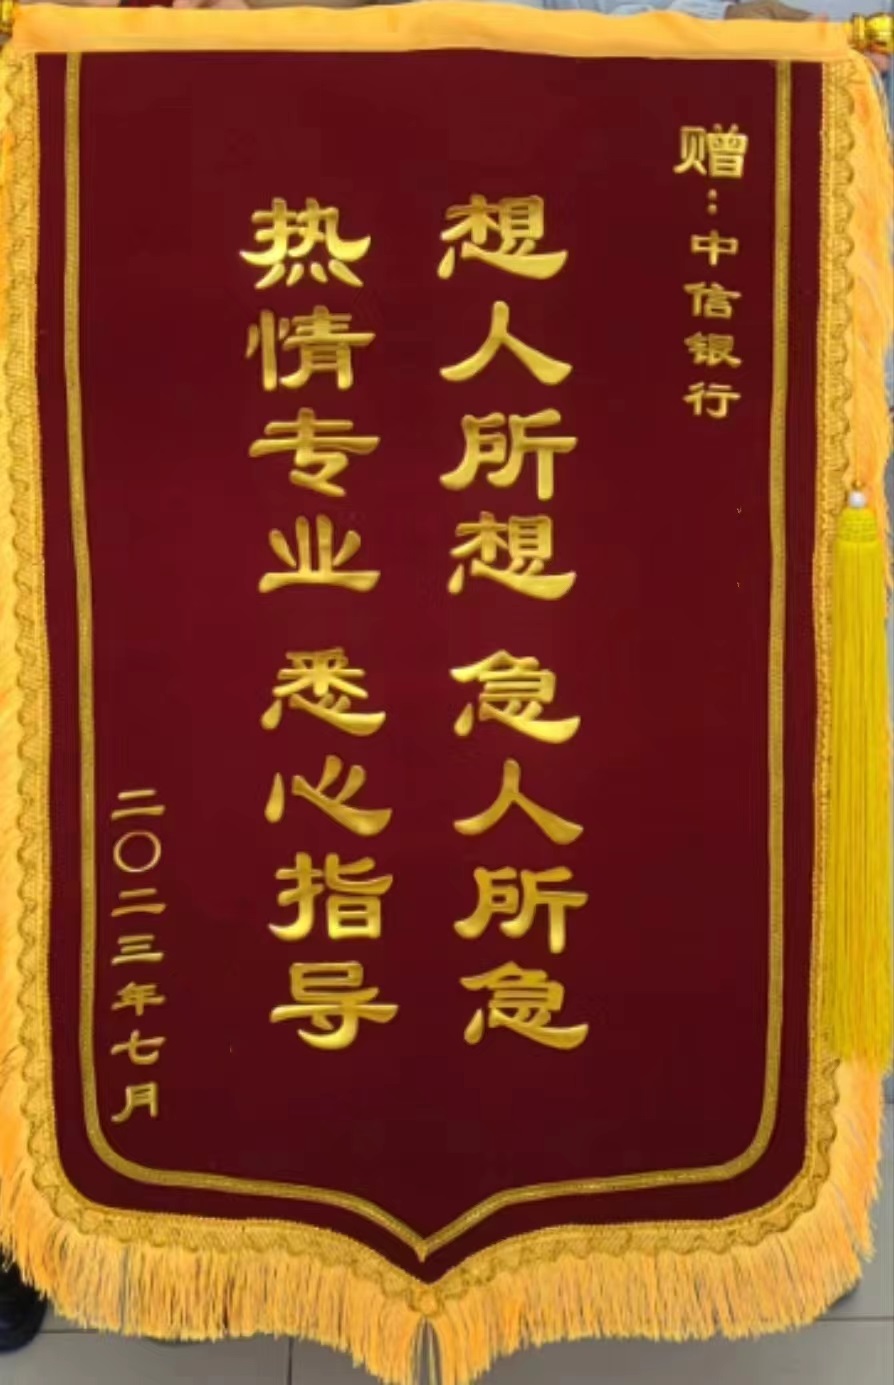 赠：中信银行
想人所想 急人所急
热情专业 悉心指导
二〇二三年七月